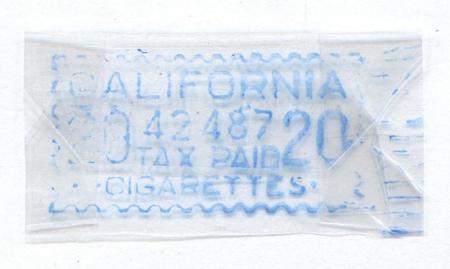 CALIFORNIA
20 42487 20
TAX PAID
CIGARETTES